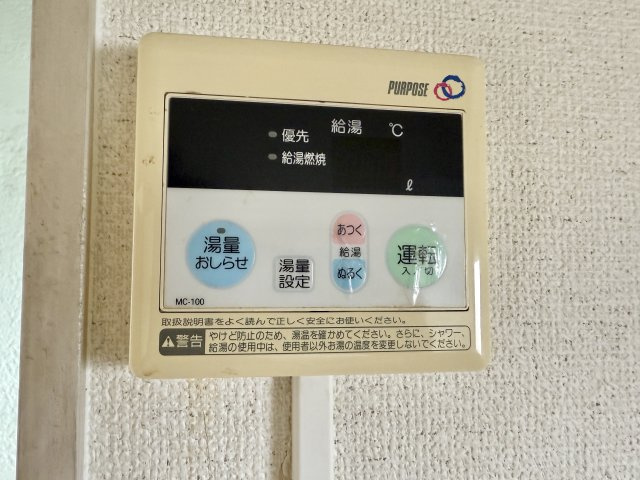 PURPOSE
給湯 ℃
優先
給湯燃焼
ℓ
湯量
おしらせ
湯量
設定
あつく
給湯
ぬるく
運転
入 切
MC-100
取扱説明書をよく読んで正しく安全にお使いください。
警告
やけど防止のため、湯温を確かめてください。さらに、シャワー、
給湯の使用中は、使用者以外お湯の温度を変更しないでください。